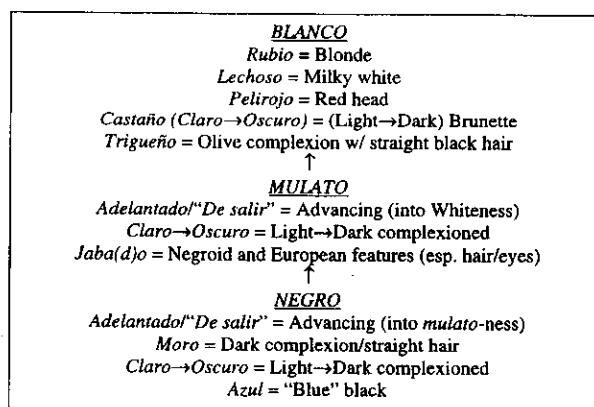 BLANCO
Rubio = Blonde
Lechoso = Milky white
Pelirojo = Red head
Castaño (Claro→Oscuro) = (Light→Dark) Brunette
Trigueño = Olive complexion w/ straight black hair
↑
MULATO
Adelantado/"De salir" = Advancing (into Whiteness)
Claro→Oscuro = Light→Dark complexioned
Jaba(d)o = Negroid and European features (esp. hair/eyes)
↑
NEGRO
Adelantado/"De salir" = Advancing (into mulato-ness)
Moro = Dark complexion/straight hair
Claro→Oscuro = Light→Dark complexioned
Azul = "Blue" black